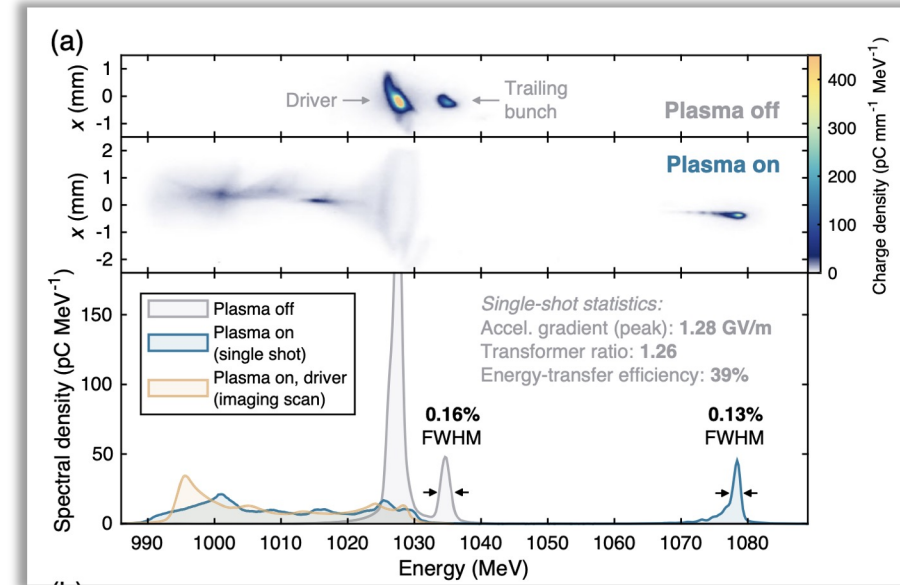 (a)
x (mm)
1
0
-1
Driver
Trailing
bunch
Plasma off
x (mm)
2
1
0
-1
-2
Plasma on
Charge density (pC mm⁻¹ MeV⁻¹)
400
300
200
100
0
Spectral density (pC MeV⁻¹)
150
100
50
0
Plasma off
Plasma on
(single shot)
Plasma on, driver
(imaging scan)
Single-shot statistics:
Accel. gradient (peak): 1.28 GV/m
Transformer ratio: 1.26
Energy-transfer efficiency: 39%
0.16%
FWHM
0.13%
FWHM
990 1000 1010 1020 1030 1040 1050 1060 1070 1080
Energy (MeV)